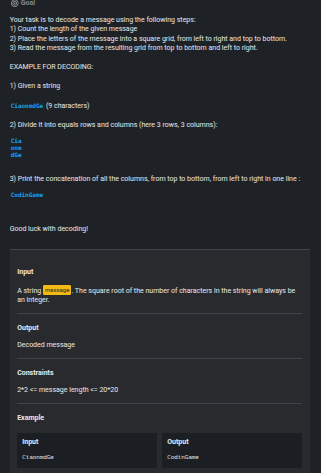 Goal
Your task is to decode a message using the following steps:
1) Count the length of the given message
2) Place the letters of the message into a square grid, from left to right and top to bottom.
3) Read the message from the resulting grid from top to bottom and left to right.
EXAMPLE FOR DECODING:
1) Given a string
CiaonmdGe (9 characters)
2) Divide it into equals rows and columns (here 3 rows, 3 columns):
Cia
onm
dGe
3) Print the concatenation of all the columns, from top to bottom, from left to right in one line :
CodinGame
Good luck with decoding!
Input
A string message. The square root of the number of characters in the string will always be
an integer.
Output
Decoded message
Constraints
2*2 <= message length <= 20*20
Example
Input
Output
CiaonmdGe
CodinGame